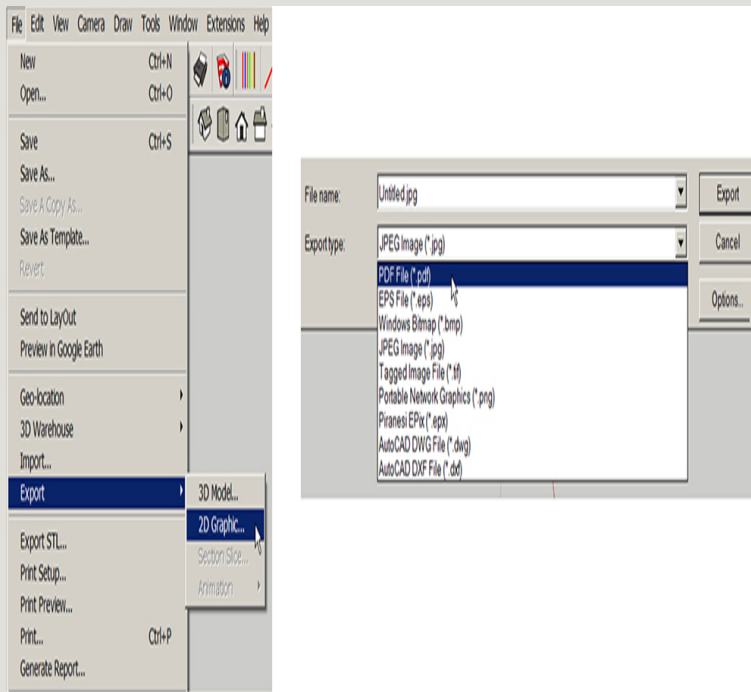 File Edit View Camera Draw Tools Window Extensions Help
New Ctrl+N
Open... Ctrl+O
Save Ctrl+S
Save As...
Save A Copy As...
Save As Template...
Revert
Send to LayOut
Preview in Google Earth
Geo-location
3D Warehouse
Import...
Export
3D Model...
2D Graphic...
Section Slice...
Animation
Export STL...
Print Setup...
Print Preview...
Print... Ctrl+P
Generate Report...
File name: Untitled.jpg Export
Export type: JPEG Image (*.jpg) Cancel
PDF File (*.pdf)
EPS File (*.eps) Options...
Windows Bitmap (*.bmp)
JPEG Image (*.jpg)
Tagged Image File (*.tif)
Portable Network Graphics (*.png)
Piranesi EPix (*.epx)
AutoCAD DWG File (*.dwg)
AutoCAD DXF File (*.dxf)